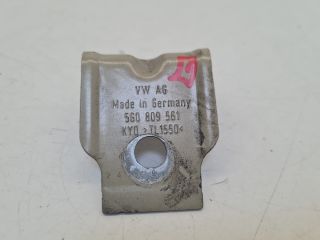 VW AG
Made in Germany
5G0 809 561
KYO >TL1550<